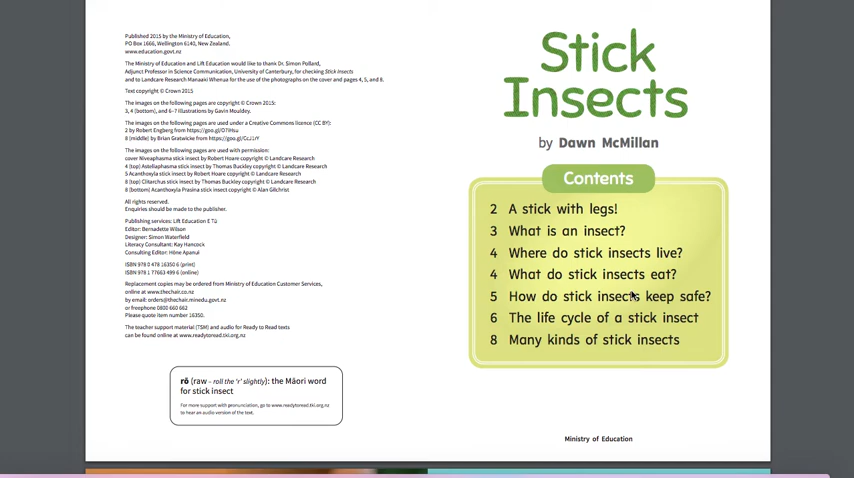 Published 2015 by the Ministry of Education,
PO Box 1666, Wellington 6140, New Zealand.
www.education.govt.nz
The Ministry of Education and Lift Education would like to thank Dr. Simon Pollard,
Adjunct Professor in Science Communication, University of Canterbury, for checking Stick Insects
and to Landcare Research Manaaki Whenua for the use of the photographs on the cover and pages 4, 5, and 8.
Text copyright © Crown 2015
The images on the following pages are copyright © Crown 2015:
3, 4 (bottom), and 6–7 illustrations by Gavin Mouldey.
The images on the following pages are used under a Creative Commons licence (CC BY):
2 by Robert Engberg from
8 (middle) by Brian Gratwicke from
The images on the following pages are used with permission:
cover Niveaphasma stick insect by Robert Hoare copyright © Landcare Research
4 (top) Asteliaphasma stick insect by Thomas Buckley copyright © Landcare Research
5 Acanthoxyla stick insect by Robert Hoare copyright © Landcare Research
8 (top) Clitarchus stick insect by Thomas Buckley copyright © Landcare Research
8 (bottom) Acanthoxyla Prasina stick insect copyright © Alan Gilchrist
All rights reserved.
Enquiries should be made to the publisher.
Publishing services: Lift Education E Tū
Editor: Bernadette Wilson
Designer: Simon Waterfield
Literacy Consultant: Kay Hancock
Consulting Editor: Hōne Apanui
ISBN 978 0 478 16350 6 (print)
ISBN 978 1 77663 499 6 (online)
Replacement copies may be ordered from Ministry of Education Customer Services,
online at www.thechair.co.nz
by email: orders@thechair.minedu.govt.nz
or freephone 0800 660 662
Please quote item number 16350.
The teacher support material (TSM) and audio for Ready to Read texts
can be found online at www.readytoread.tki.org.nz
rō (raw – roll the 'r' slightly): the Māori word
for stick insect
For more support with pronunciation, go to www.readytoread.tki.org.nz
to hear an audio version of the text.
Stick
Insects
by Dawn McMillan
Contents
2 A stick with legs!
3 What is an insect?
4 Where do stick insects live?
4 What do stick insects eat?
5 How do stick insects keep safe?
6 The life cycle of a stick insect
8 Many kinds of stick insects
Ministry of Education